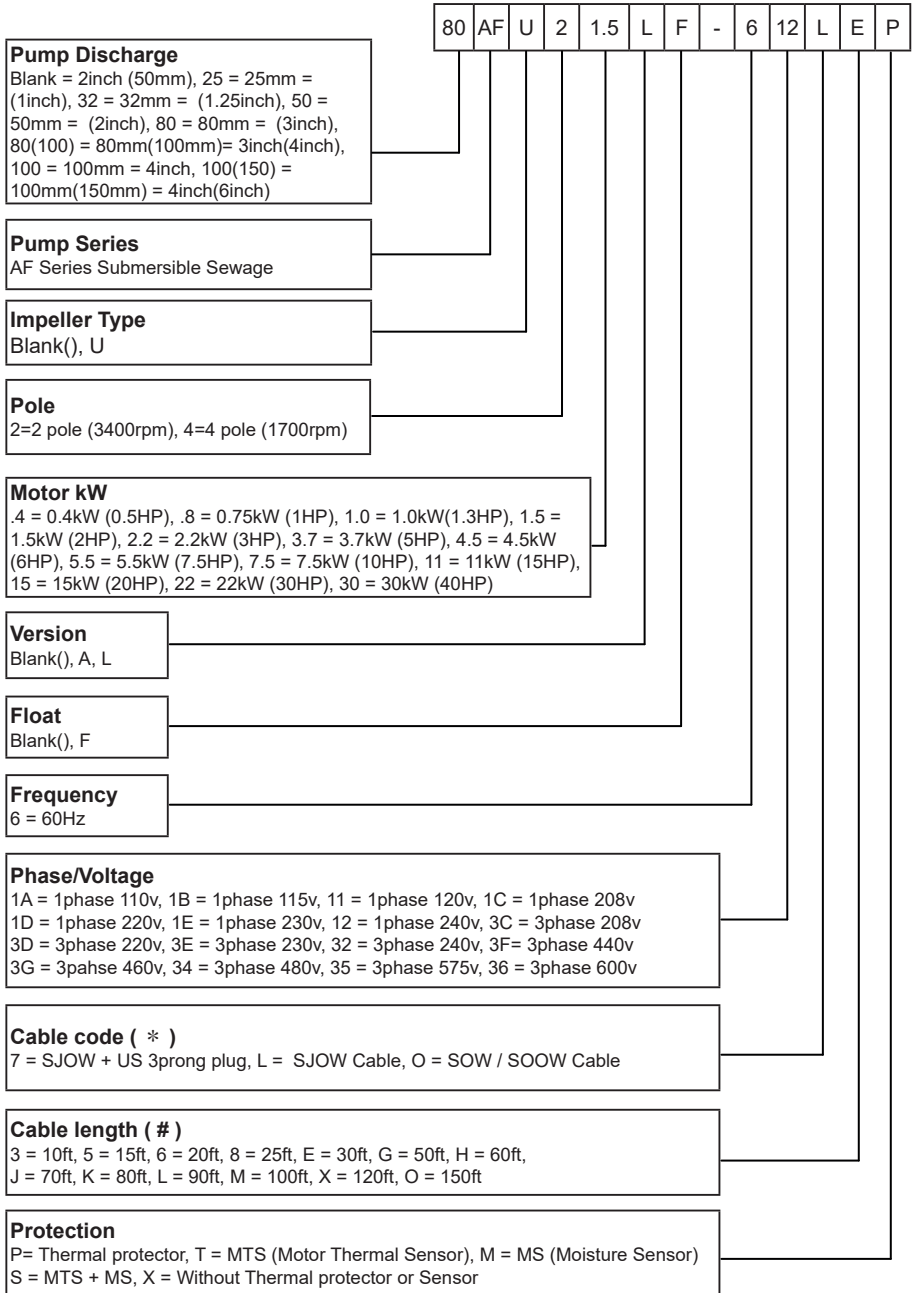 80 AF U 2 1.5 L F - 6 12 L E P
Pump Discharge
Blank = 2inch (50mm), 25 = 25mm =
(1inch), 32 = 32mm = (1.25inch), 50 =
50mm = (2inch), 80 = 80mm = (3inch),
80(100) = 80mm(100mm)= 3inch(4inch),
100 = 100mm = 4inch, 100(150) =
100mm(150mm) = 4inch(6inch)
Pump Series
AF Series Submersible Sewage
Impeller Type
Blank(), U
Pole
2=2 pole (3400rpm), 4=4 pole (1700rpm)
Motor kW
.4 = 0.4kW (0.5HP), .8 = 0.75kW (1HP), 1.0 = 1.0kW(1.3HP), 1.5 =
1.5kW (2HP), 2.2 = 2.2kW (3HP), 3.7 = 3.7kW (5HP), 4.5 = 4.5kW
(6HP), 5.5 = 5.5kW (7.5HP), 7.5 = 7.5kW (10HP), 11 = 11kW (15HP),
15 = 15kW (20HP), 22 = 22kW (30HP), 30 = 30kW (40HP)
Version
Blank(), A, L
Float
Blank(), F
Frequency
6 = 60Hz
Phase/Voltage
1A = 1phase 110v, 1B = 1phase 115v, 11 = 1phase 120v, 1C = 1phase 208v
1D = 1phase 220v, 1E = 1phase 230v, 12 = 1phase 240v, 3C = 3phase 208v
3D = 3phase 220v, 3E = 3phase 230v, 32 = 3phase 240v, 3F= 3phase 440v
3G = 3pahse 460v, 34 = 3phase 480v, 35 = 3phase 575v, 36 = 3phase 600v
Cable code ( * )
7 = SJOW + US 3prong plug, L = SJOW Cable, O = SOW / SOOW Cable
Cable length ( # )
3 = 10ft, 5 = 15ft, 6 = 20ft, 8 = 25ft, E = 30ft, G = 50ft, H = 60ft,
J = 70ft, K = 80ft, L = 90ft, M = 100ft, X = 120ft, O = 150ft
Protection
P= Thermal protector, T = MTS (Motor Thermal Sensor), M = MS (Moisture Sensor)
S = MTS + MS, X = Without Thermal protector or Sensor